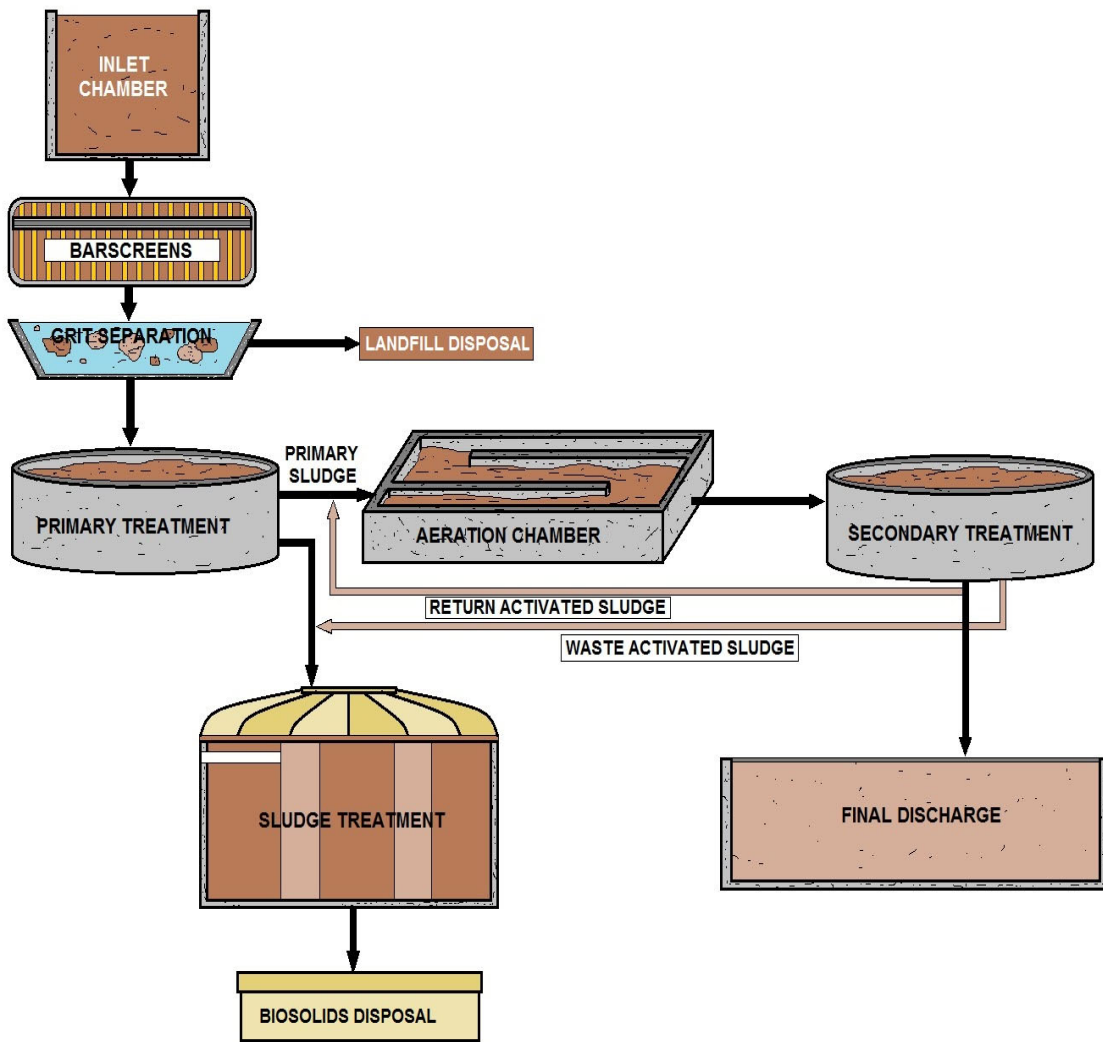 INLET
CHAMBER
BARSCREENS
GRIT SEPARATION
LANDFILL DISPOSAL
PRIMARY
SLUDGE
PRIMARY TREATMENT
AERATION CHAMBER
SECONDARY TREATMENT
RETURN ACTIVATED SLUDGE
WASTE ACTIVATED SLUDGE
SLUDGE TREATMENT
FINAL DISCHARGE
BIOSOLIDS DISPOSAL